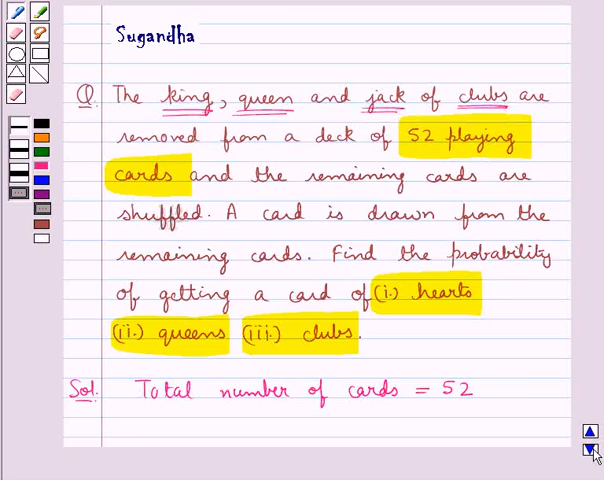 Sugandha
Q. The king, queen and jack of clubs are
removed from a deck of 52 playing
cards and the remaining cards are
shuffled. A card is drawn from the
remaining cards. Find the probability
of getting a card of (i.) hearts
(ii.) queens (iii.) clubs.
Sol. Total number of cards = 52